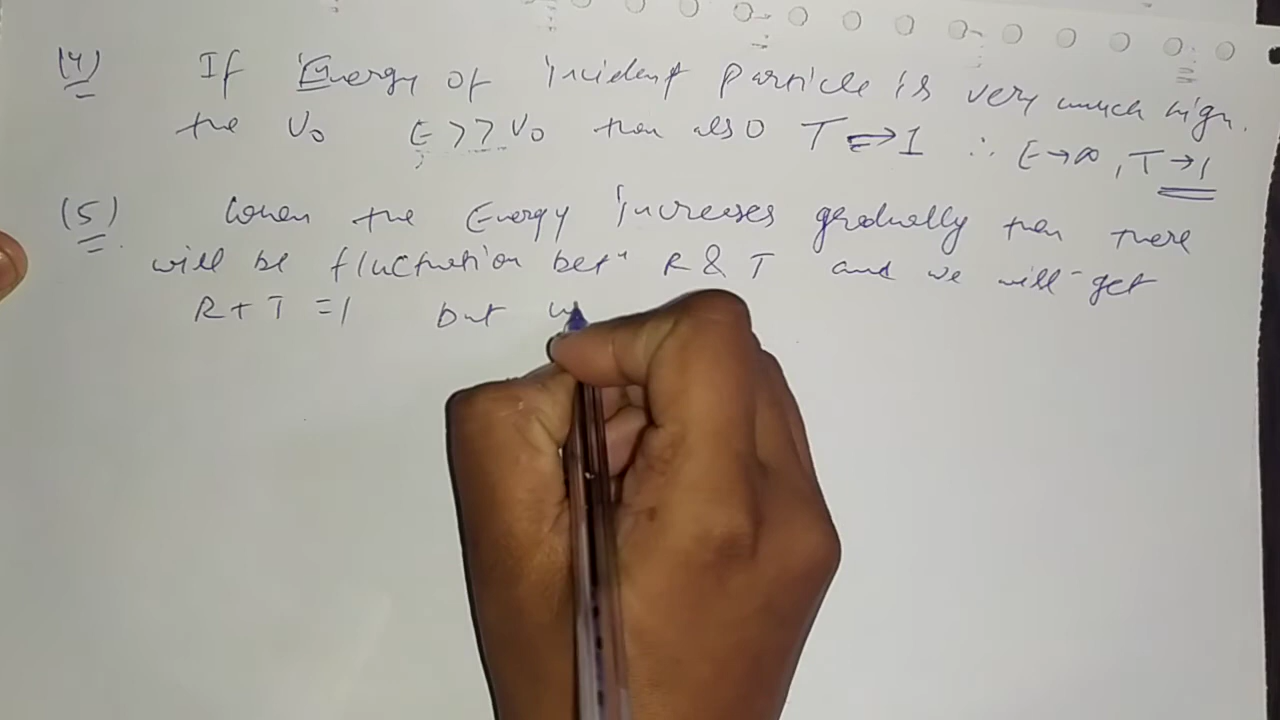 (4) If Energy of incident particle is very much high.
the V₀ E >> V₀ then also T ⇒ 1 ∴ E → ∞, T → 1
(5) When the Energy increases gradually then there
will be fluctuation betⁿ R & T and we will get
R + T = 1 but w